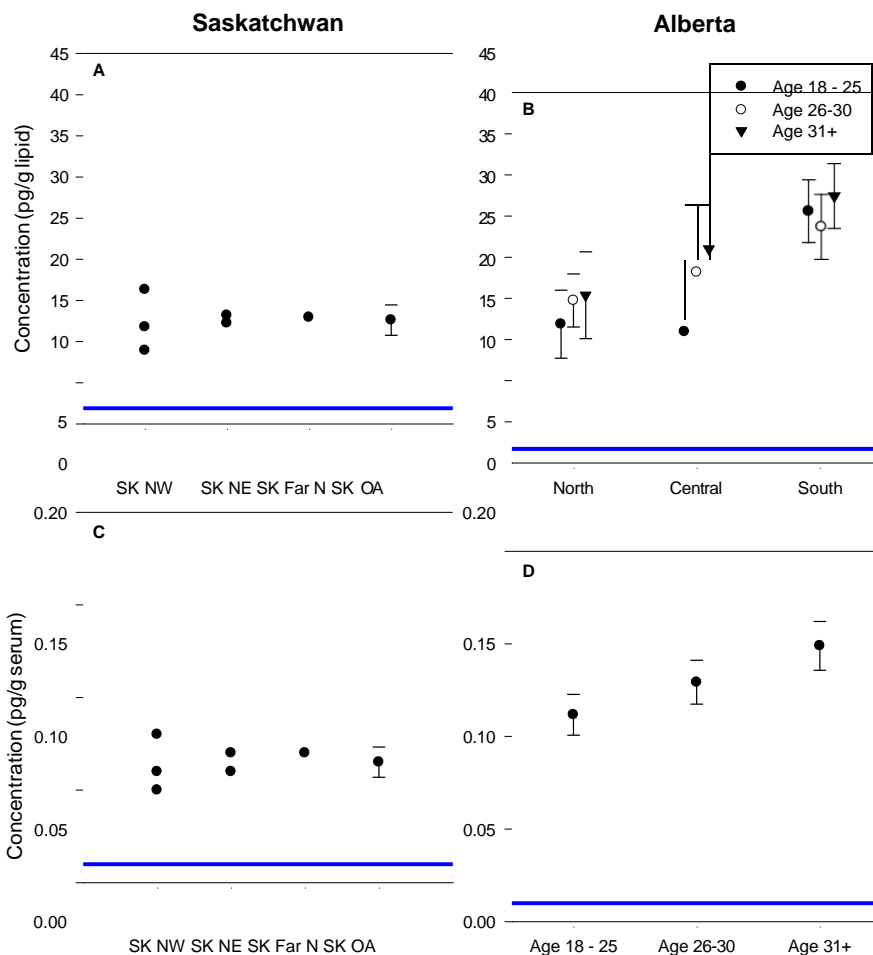 Saskatchwan
Alberta
A
B
Age 18 - 25
Age 26-30
Age 31+
Concentration (pg/g lipid)
45
40
35
30
25
20
15
10
5
0
40
35
30
25
20
15
10
5
0
SK NW SK NE SK Far N SK OA
North Central South
C
D
Concentration (pg/g serum)
0.20
0.15
0.10
0.05
0.00
0.20
0.15
0.10
0.05
0.00
SK NW SK NE SK Far N SK OA
Age 18 - 25 Age 26-30 Age 31+